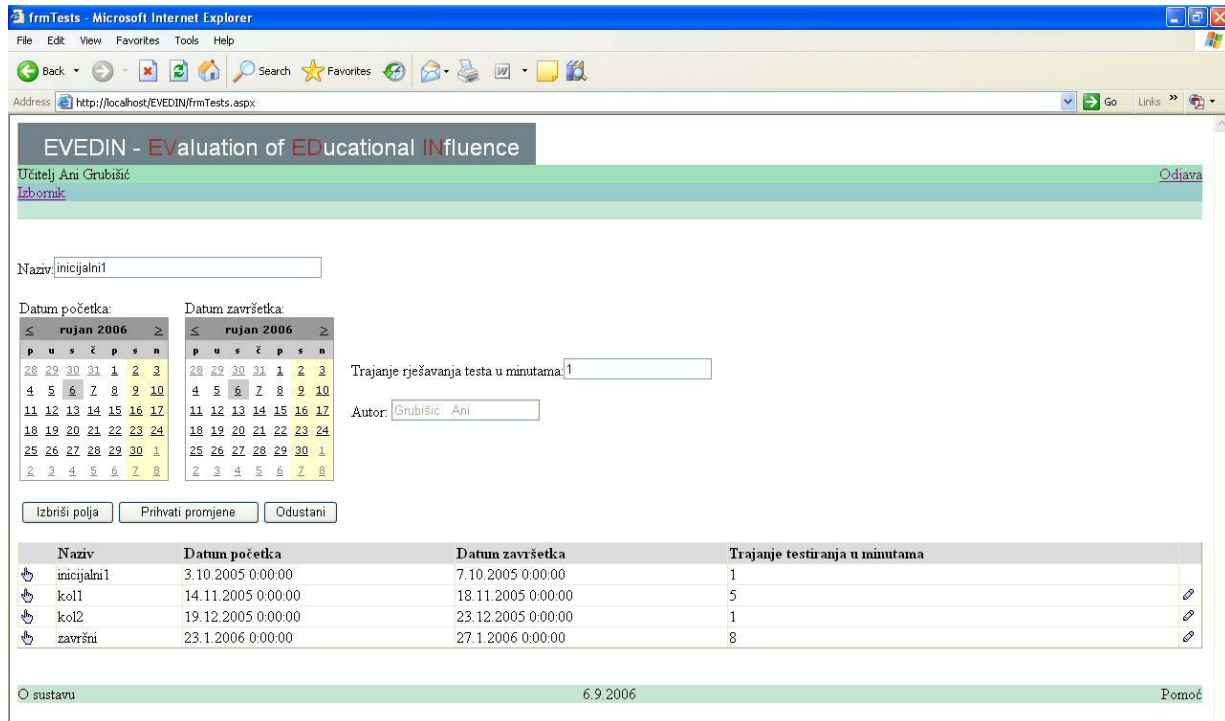 frmTests - Microsoft Internet Explorer
File Edit View Favorites Tools Help
Back Search Favorites
Address http://localhost/EVEDIN/frmTests.aspx Go Links »
EVEDIN - EValuation of EDucational INfluence
Učitelj Ani Grubišić Odjava
Izbornik
Naziv: inicijalni1
Datum početka: Datum završetka:
< rujan 2006 > < rujan 2006 >
p u s č p s n p u s č p s n
28 29 30 31 1 2 3 28 29 30 31 1 2 3 Trajanje rješavanja testa u minutama: 1
4 5 6 7 8 9 10 4 5 6 7 8 9 10
11 12 13 14 15 16 17 11 12 13 14 15 16 17 Autor: Grubišić Ani
18 19 20 21 22 23 24 18 19 20 21 22 23 24
25 26 27 28 29 30 1 25 26 27 28 29 30 1
2 3 4 5 6 7 8 2 3 4 5 6 7 8
Izbriši polja Prihvati promjene Odustani
Naziv Datum početka Datum završetka Trajanje testiranja u minutama
inicijalni1 3.10.2005 0:00:00 7.10.2005 0:00:00 1
kol1 14.11.2005 0:00:00 18.11.2005 0:00:00 5
kol2 19.12.2005 0:00:00 23.12.2005 0:00:00 1
završni 23.1.2006 0:00:00 27.1.2006 0:00:00 8
O sustavu 6.9.2006 Pomoć